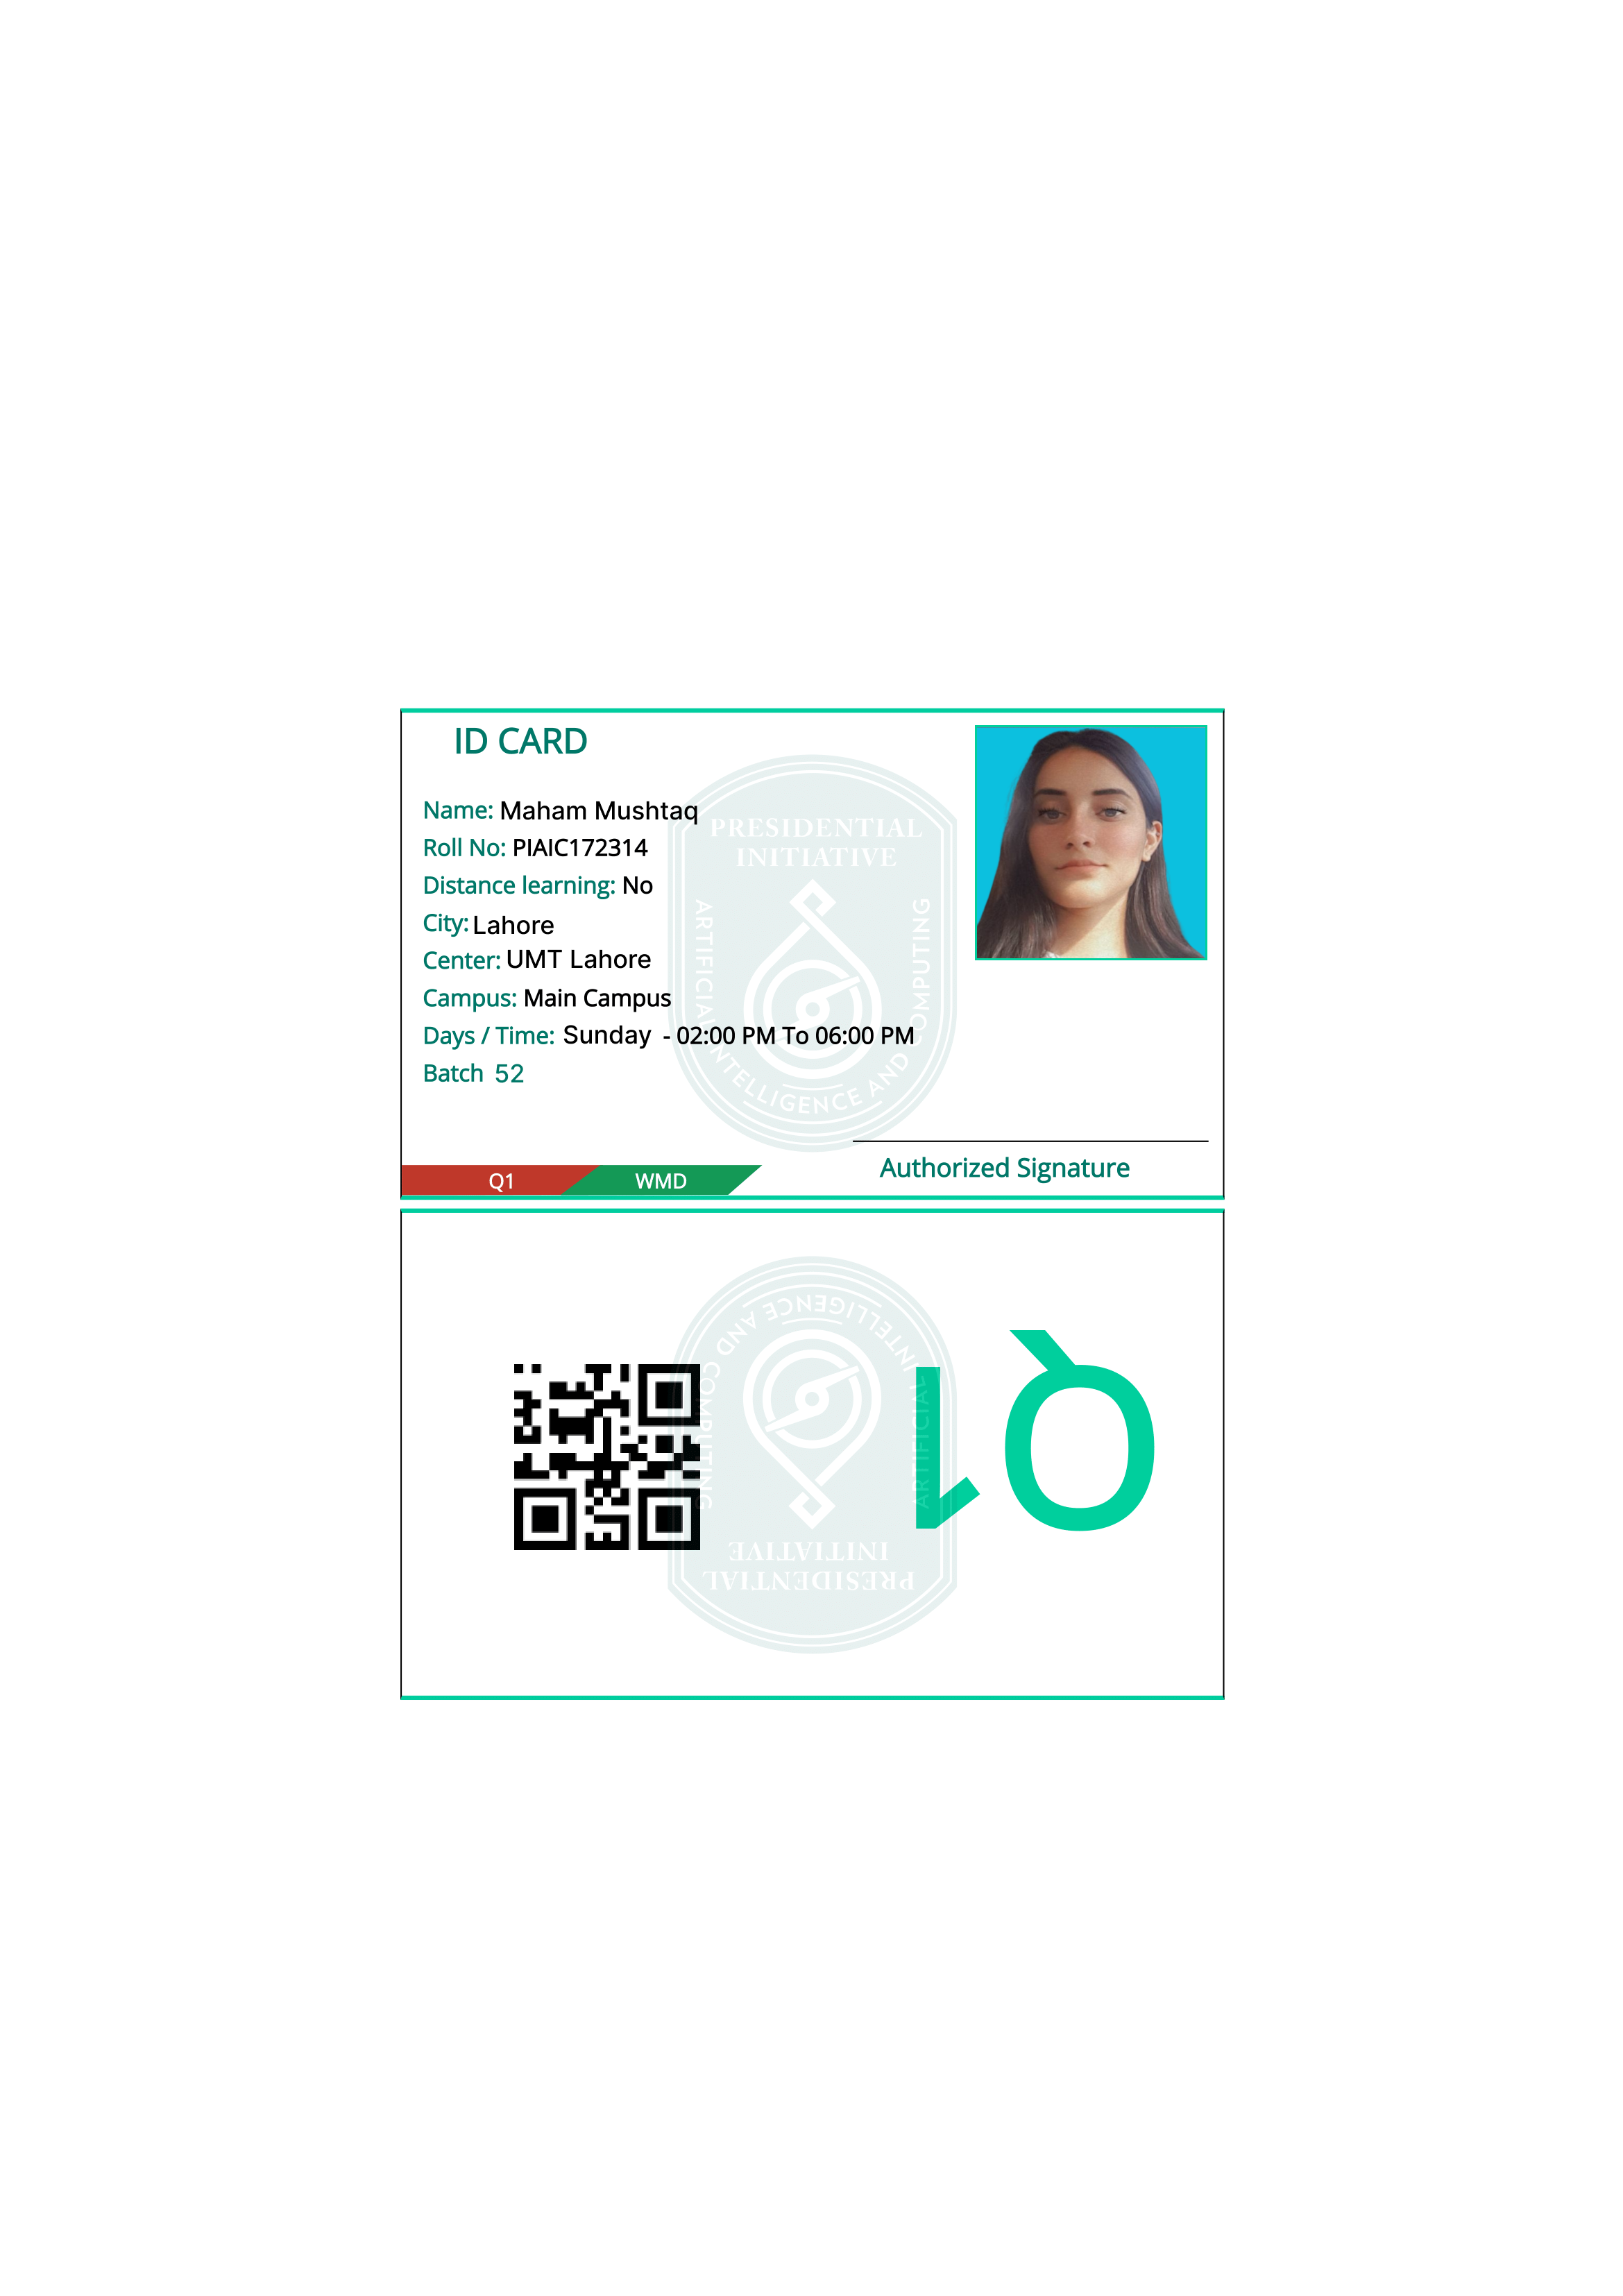 ID CARD
Name: Maham Mushtaq
Roll No: PIAIC172314
Distance learning: No
City: Lahore
Center: UMT Lahore
Campus: Main Campus
Days / Time: Sunday - 02:00 PM To 06:00 PM
Batch 52
PRESIDENTIAL
INITIATIVE
ARTIFICIAL INTELLIGENCE AND COMPUTING
Authorized Signature
Q1 WMD
Q1
ARTIFICIAL INTELLIGENCE AND COMPUTING
PRESIDENTIAL
INITIATIVE